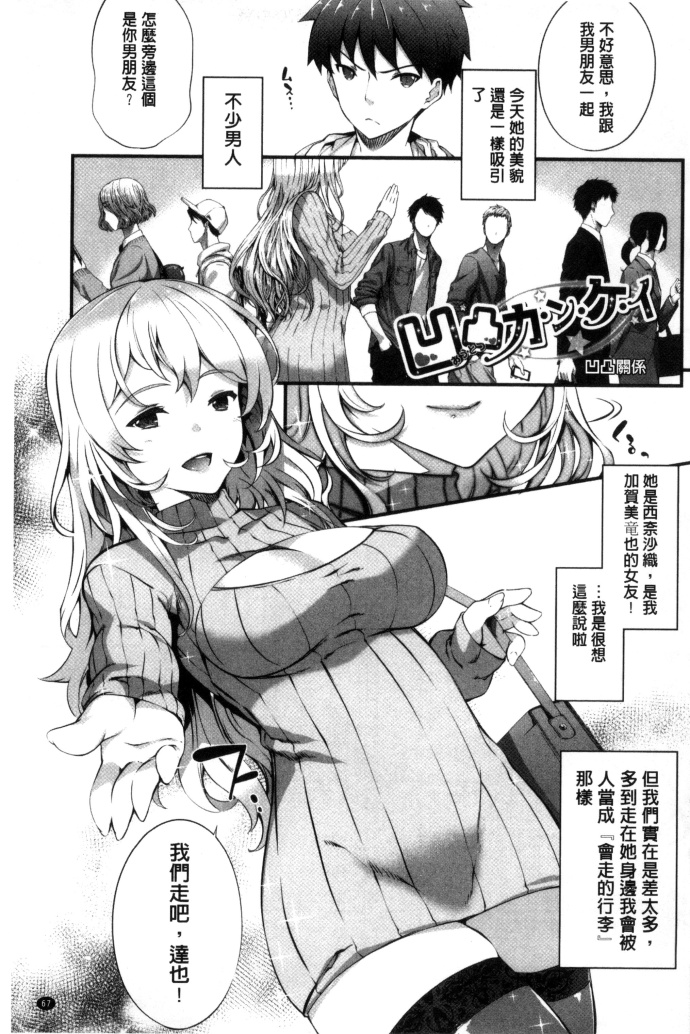 不好意思，我跟
我男朋友一起
今天她的美貌
還是一樣吸引
了
不少男人
怎麼旁邊這個
是你男朋友？
凹凸カ・ン・ケ・イ
凹凸關係
她是西奈沙織，是我
加賀美竜也的女友！
…我是很想
這麼說啦
但我們實在是差太多，
多到走在她身邊我會被
人當成『會走的行李』
那樣
我們走吧，達也！
67